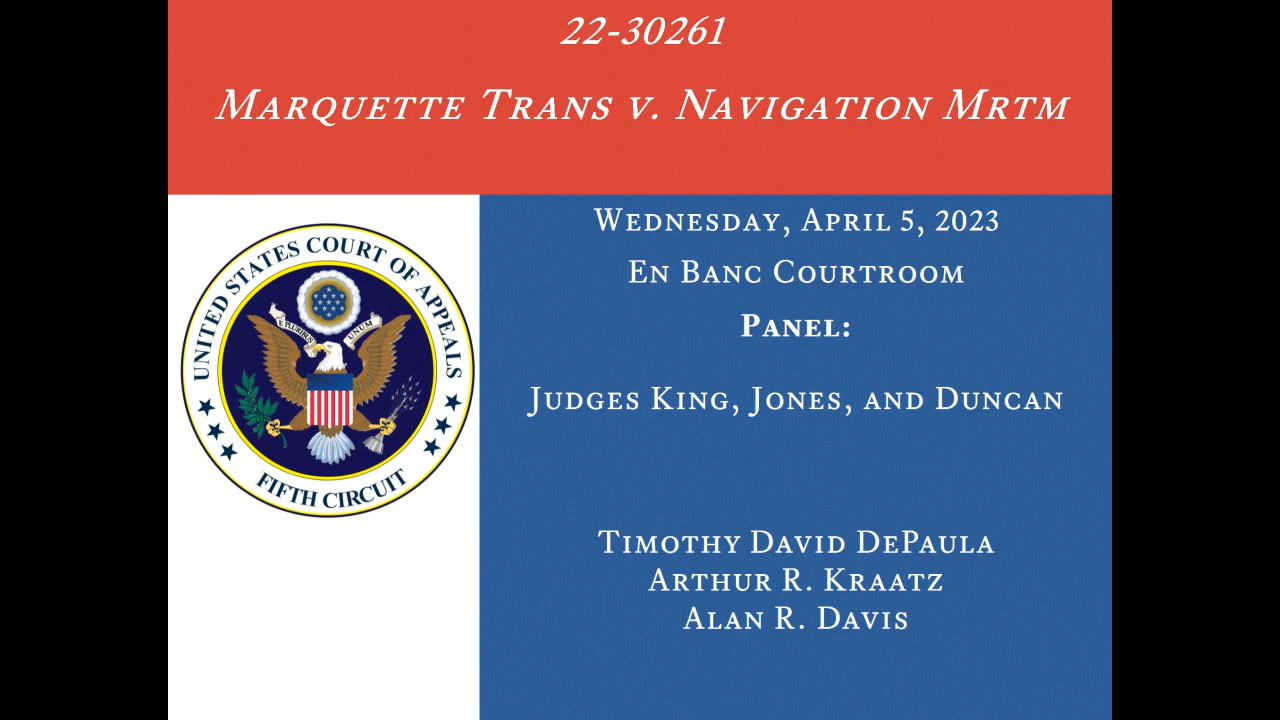 22-30261
Marquette Trans v. Navigation Mrtm
Wednesday, April 5, 2023
En Banc Courtroom
Panel:
Judges King, Jones, and Duncan
UNITED STATES COURT OF APPEALS
E PLURIBUS UNUM
FIFTH CIRCUIT
Timothy David DePaula
Arthur R. Kraatz
Alan R. Davis